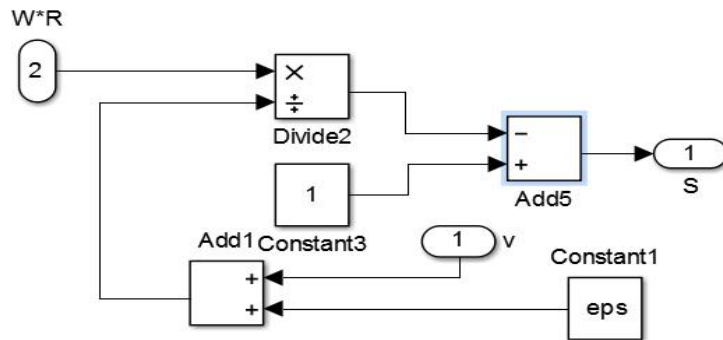 W*R
2
×
÷
Divide2
1
Constant3
−
+
Add5
1
S
Add1
+
+
1
v
Constant1
eps